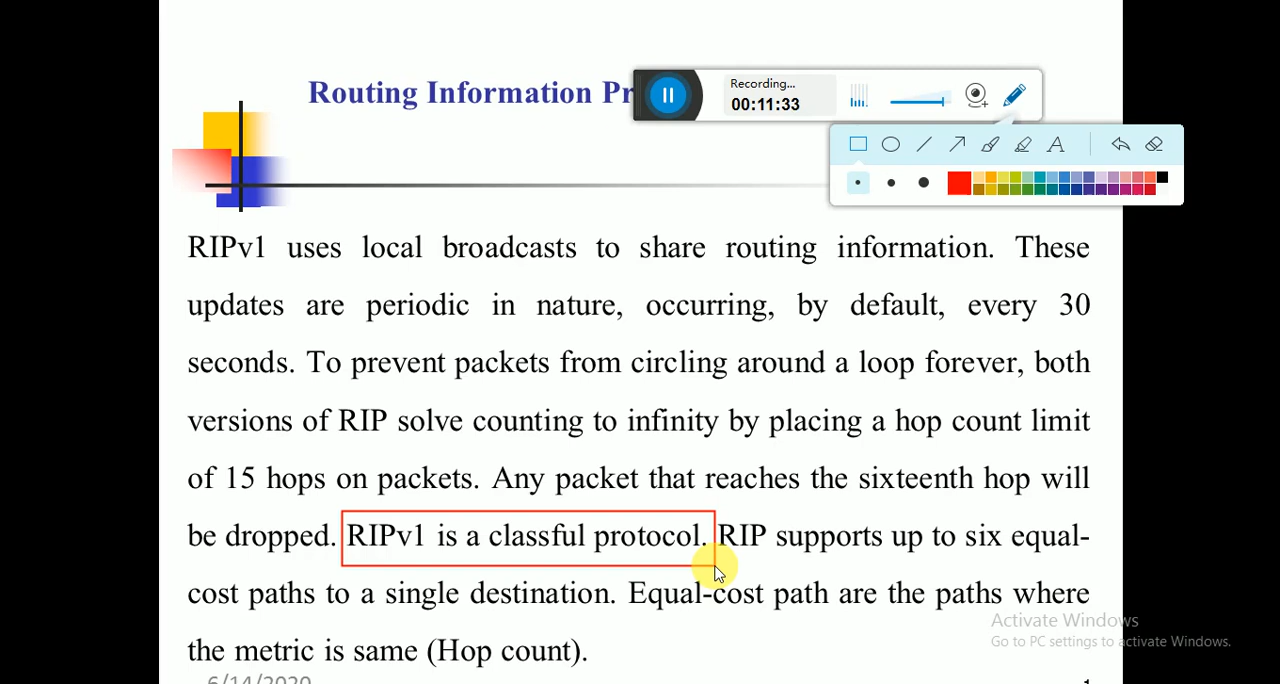 Routing Information Pr
Recording...
00:11:33
A
RIPv1 uses local broadcasts to share routing information. These
updates are periodic in nature, occurring, by default, every 30
seconds. To prevent packets from circling around a loop forever, both
versions of RIP solve counting to infinity by placing a hop count limit
of 15 hops on packets. Any packet that reaches the sixteenth hop will
be dropped. RIPv1 is a classful protocol. RIP supports up to six equal-
cost paths to a single destination. Equal-cost path are the paths where
the metric is same (Hop count).
Activate Windows
Go to PC settings to activate Windows.
6/14/2020
1